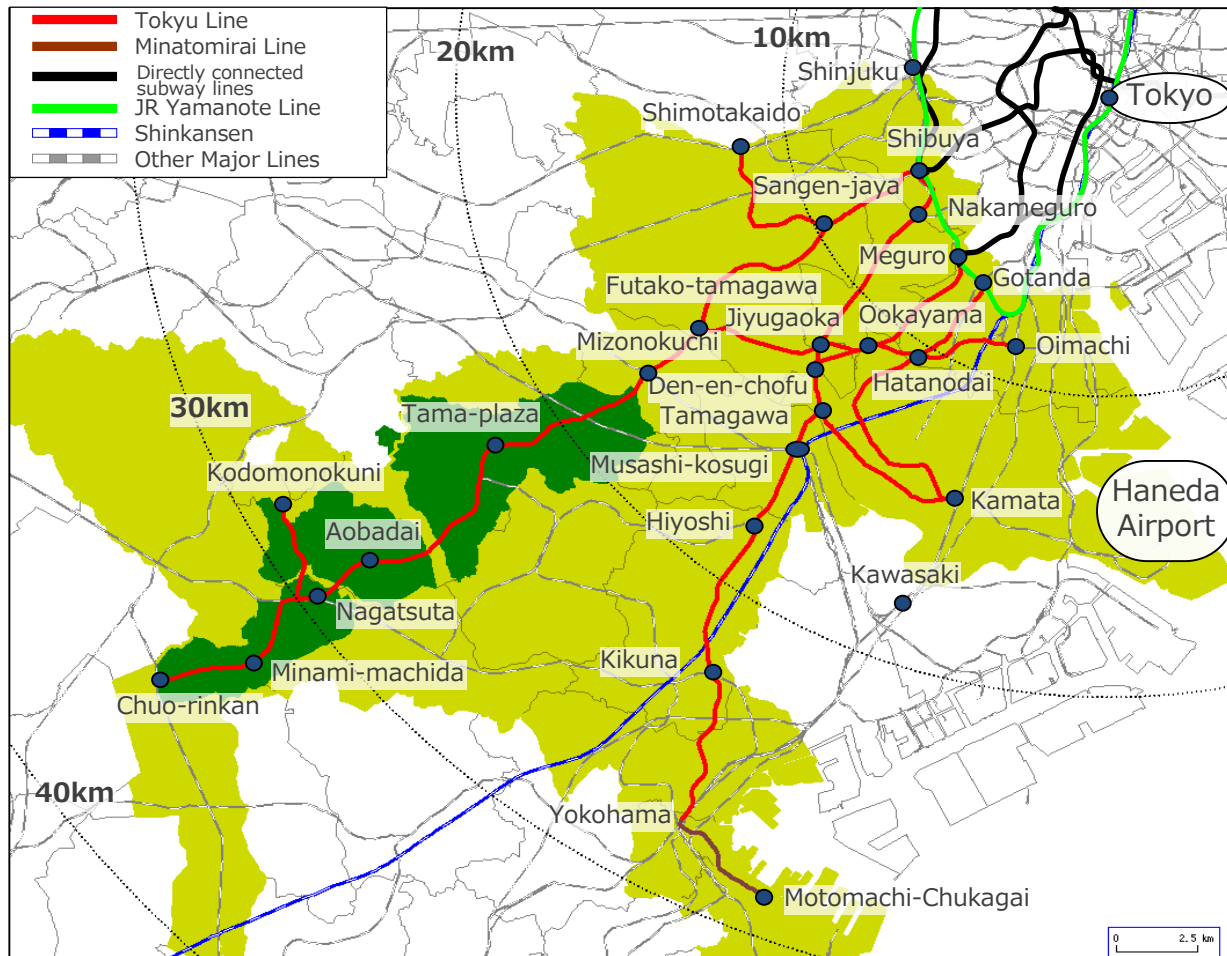 Tokyu Line
Minatomirai Line
Directly connected
subway lines
JR Yamanote Line
Shinkansen
Other Major Lines
20km
10km
Shinjuku
Tokyo
Shimotakaido
Shibuya
Sangen-jaya
Nakameguro
Meguro
Gotanda
Futako-tamagawa
Jiyugaoka
Ookayama
Mizonokuchi
Oimachi
Den-en-chofu
Hatanodai
30km
Tama-plaza
Tamagawa
Kodomonokuni
Musashi-kosugi
Kamata
Haneda
Airport
Hiyoshi
Aobadai
Kawasaki
Nagatsuta
Kikuna
Minami-machida
Chuo-rinkan
40km
Yokohama
Motomachi-Chukagai
0 2.5 km